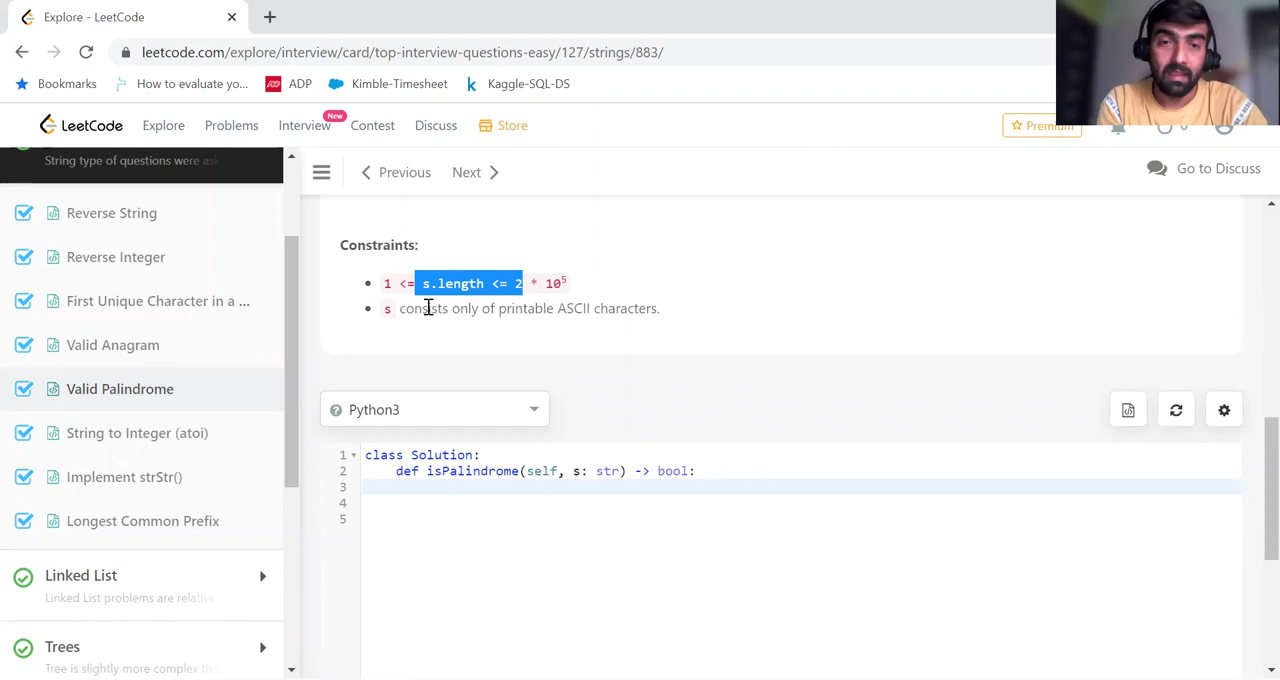 Explore - LeetCode
leetcode.com/explore/interview/card/top-interview-questions-easy/127/strings/883/
Bookmarks How to evaluate yo... ADP Kimble-Timesheet Kaggle-SQL-DS
LeetCode Explore Problems Interview New Contest Discuss Store Premium 0
String type of questions were as
Previous Next Go to Discuss
Reverse String
Reverse Integer
First Unique Character in a ...
Valid Anagram
Valid Palindrome
String to Integer (atoi)
Implement strStr()
Longest Common Prefix
Linked List
Linked List problems are relative
Trees
Tree is slightly more complex tha
Constraints:
1 <= s.length <= 2 * 10⁵
s consists only of printable ASCII characters.
Python3
1 class Solution:
2 def isPalindrome(self, s: str) -> bool:
3
4
5